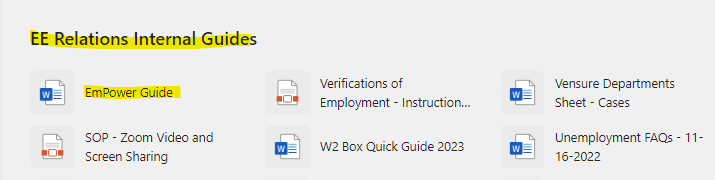 EE Relations Internal Guides
EmPower Guide
Verifications of
Employment - Instruction...
Vensure Departments
Sheet - Cases
SOP - Zoom Video and
Screen Sharing
W2 Box Quick Guide 2023
Unemployment FAQs - 11-
16-2022